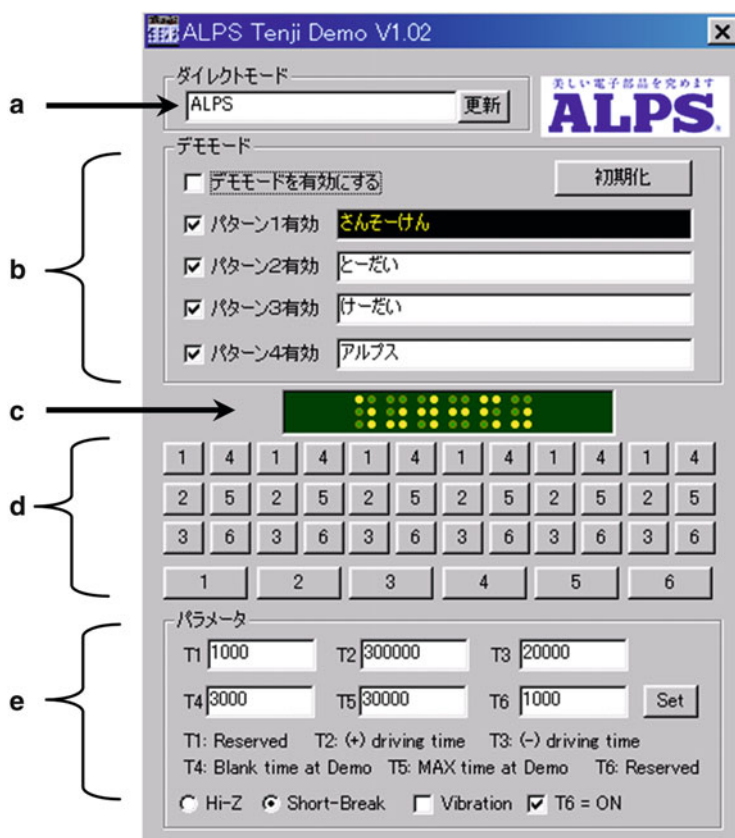 ALPS Tenji Demo V1.02
ダイレクトモード
a
ALPS 更新
美しい電子部品を究めます
ALPS
デモモード
デモモードを有効にする 初期化
パターン1有効 さんそーけん
b
パターン2有効 とーだい
パターン3有効 けーだい
パターン4有効 アルプス
c
1 4 1 4 1 4 1 4 1 4 1 4
d
2 5 2 5 2 5 2 5 2 5 2 5
3 6 3 6 3 6 3 6 3 6 3 6
1 2 3 4 5 6
パラメータ
T1 1000 T2 300000 T3 20000
e
T4 3000 T5 30000 T6 1000 Set
T1: Reserved T2: (+) driving time T3: (-) driving time
T4: Blank time at Demo T5: MAX time at Demo T6: Reserved
Hi-Z Short-Break Vibration T6 = ON